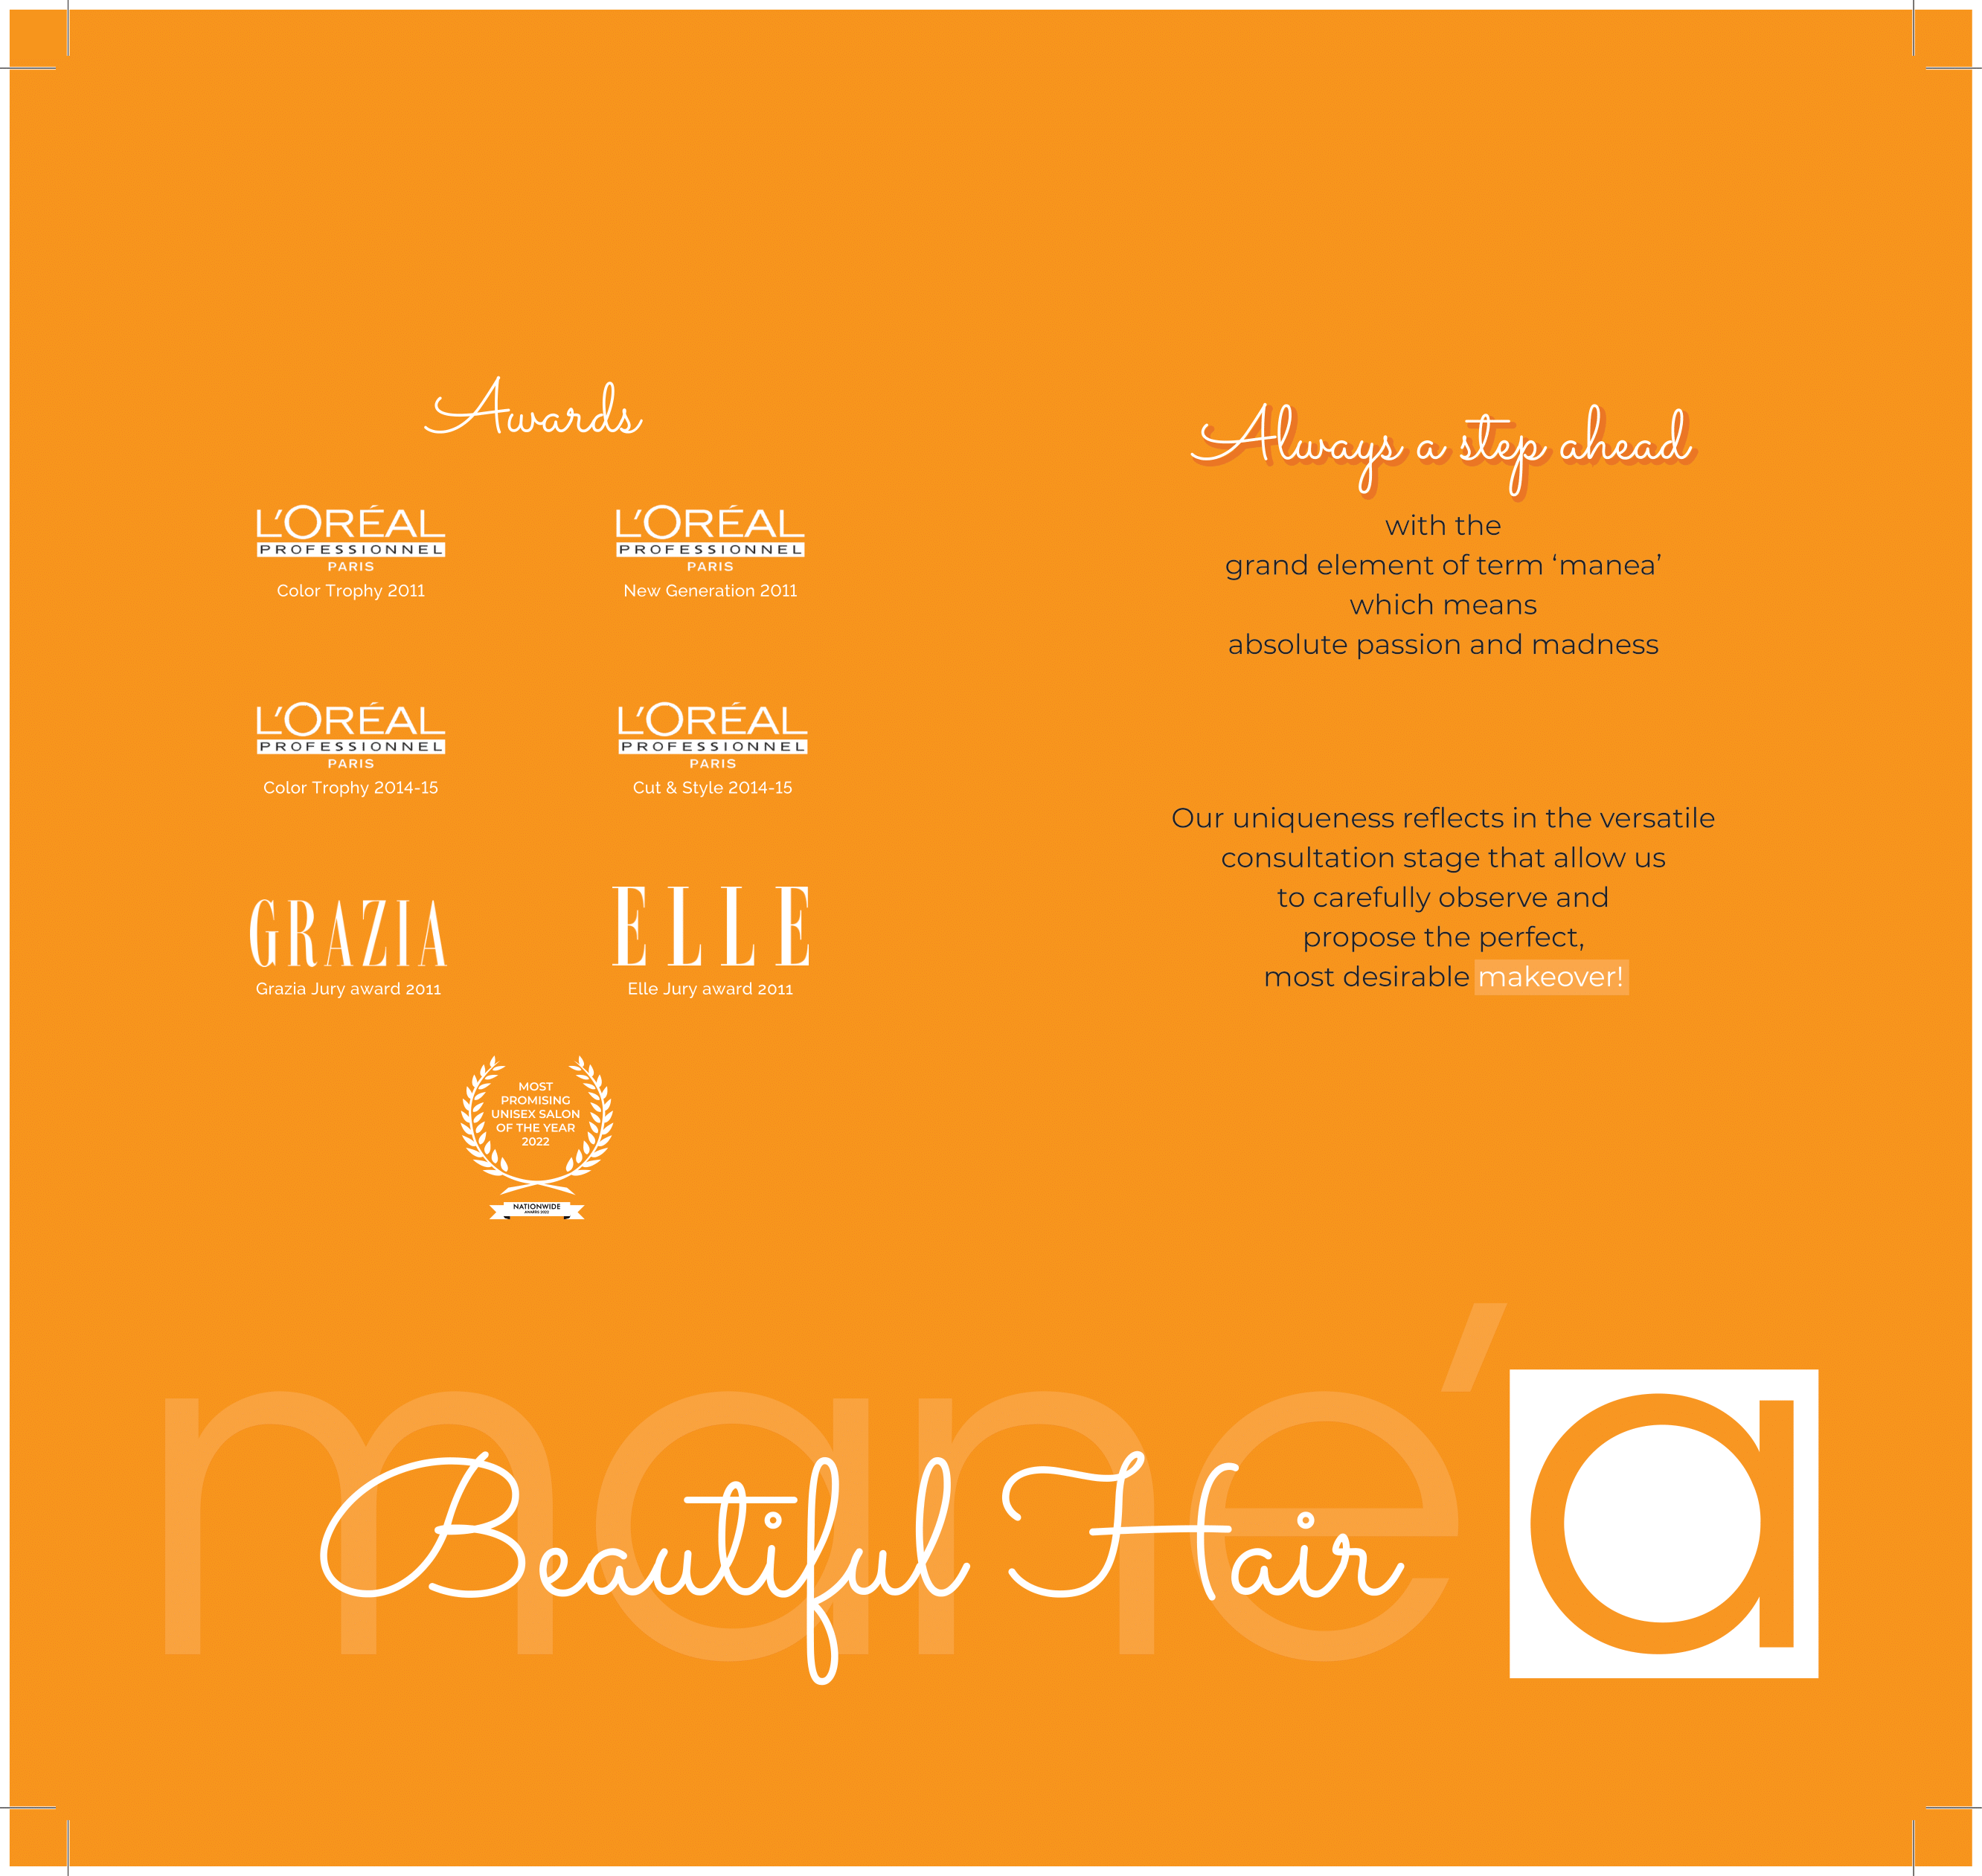 Awards
L'ORÉAL
PROFESSIONNEL
PARIS
Color Trophy 2011
L'ORÉAL
PROFESSIONNEL
PARIS
New Generation 2011
L'ORÉAL
PROFESSIONNEL
PARIS
Color Trophy 2014-15
L'ORÉAL
PROFESSIONNEL
PARIS
Cut & Style 2014-15
GRAZIA
Grazia Jury award 2011
ELLE
Elle Jury award 2011
MOST
PROMISING
UNISEX SALON
OF THE YEAR
2022
NATIONWIDE
AWARDS 2022
Always a step ahead
with the
grand element of term ‘manea’
which means
absolute passion and madness
Our uniqueness reflects in the versatile
consultation stage that allow us
to carefully observe and
propose the perfect,
most desirable makeover!
mane'a
Beautiful Hair